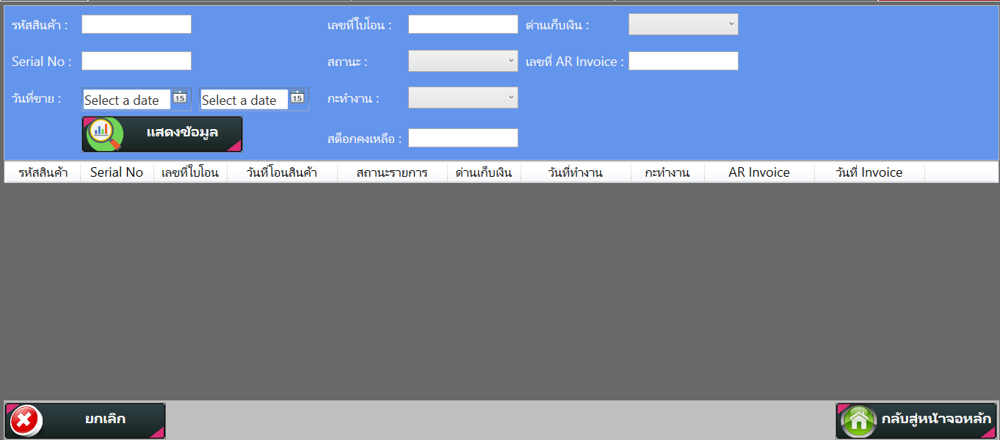 รหัสสินค้า : เลขที่ใบโอน : ด่านเก็บเงิน :
Serial No : สถานะ : เลขที่ AR Invoice :
วันที่ขาย : Select a date 15 Select a date 15 กะทำงาน :
แสดงข้อมูล สต๊อกคงเหลือ :
รหัสสินค้า Serial No เลขที่ใบโอน วันที่โอนสินค้า สถานะรายการ ด่านเก็บเงิน วันที่ทำงาน กะทำงาน AR Invoice วันที่ Invoice
ยกเลิก กลับสู่หน้าจอหลัก